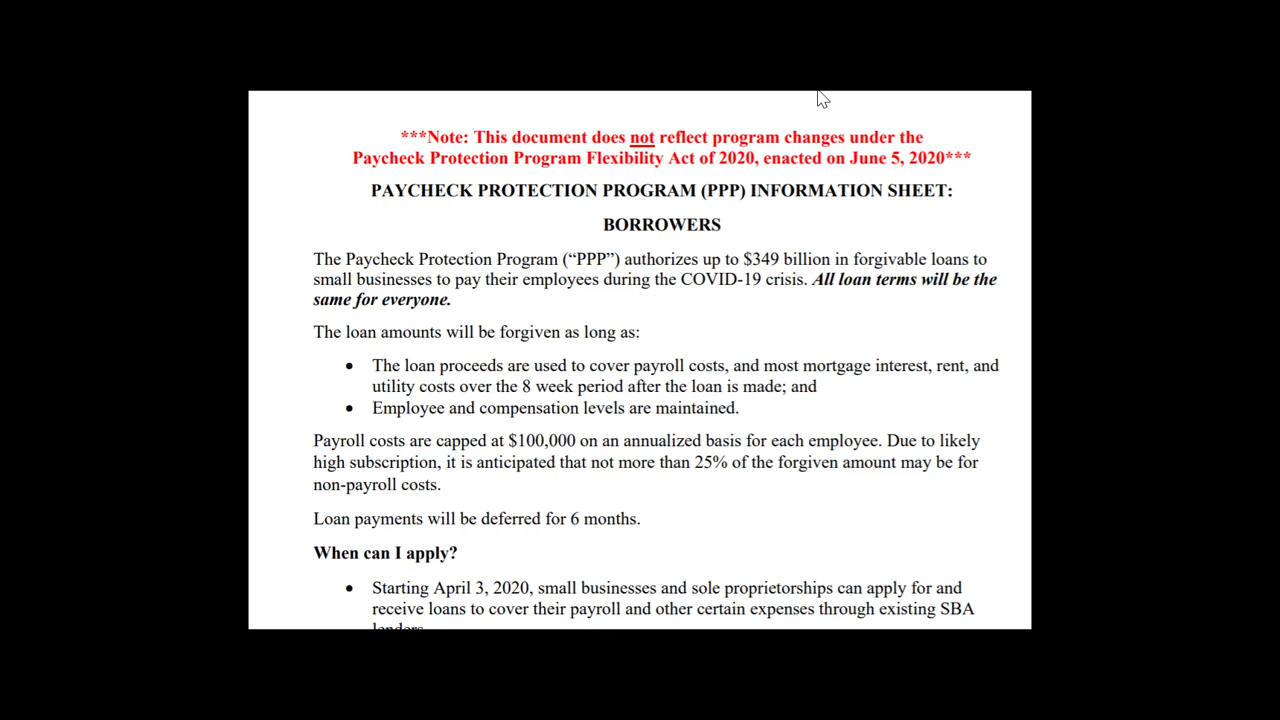 ***Note: This document does not reflect program changes under the
Paycheck Protection Program Flexibility Act of 2020, enacted on June 5, 2020***
PAYCHECK PROTECTION PROGRAM (PPP) INFORMATION SHEET:
BORROWERS
The Paycheck Protection Program (“PPP”) authorizes up to $349 billion in forgivable loans to
small businesses to pay their employees during the COVID-19 crisis. All loan terms will be the
same for everyone.
The loan amounts will be forgiven as long as:
• The loan proceeds are used to cover payroll costs, and most mortgage interest, rent, and
utility costs over the 8 week period after the loan is made; and
• Employee and compensation levels are maintained.
Payroll costs are capped at $100,000 on an annualized basis for each employee. Due to likely
high subscription, it is anticipated that not more than 25% of the forgiven amount may be for
non-payroll costs.
Loan payments will be deferred for 6 months.
When can I apply?
• Starting April 3, 2020, small businesses and sole proprietorships can apply for and
receive loans to cover their payroll and other certain expenses through existing SBA
lenders